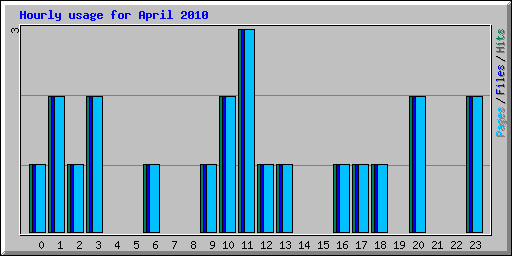 Hourly usage for April 2010
3
Pages / Files / Hits
0 1 2 3 4 5 6 7 8 9 10 11 12 13 14 15 16 17 18 19 20 21 22 23